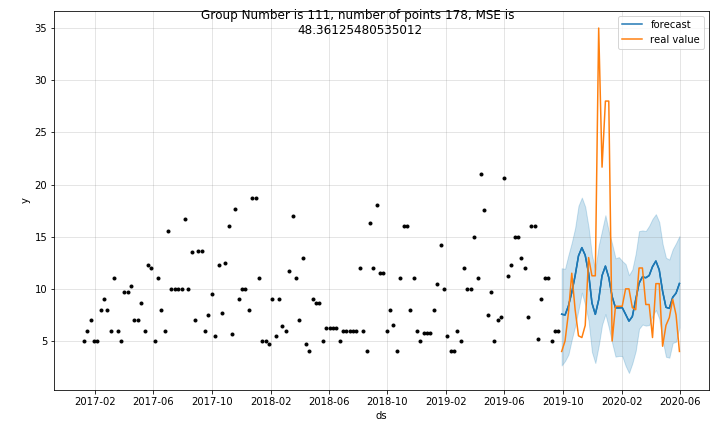 Group Number is 111, number of points 178, MSE is
48.36125480535012
forecast
real value
35
30
25
20
15
10
5
y
2017-02 2017-06 2017-10 2018-02 2018-06 2018-10 2019-02 2019-06 2019-10 2020-02 2020-06
ds